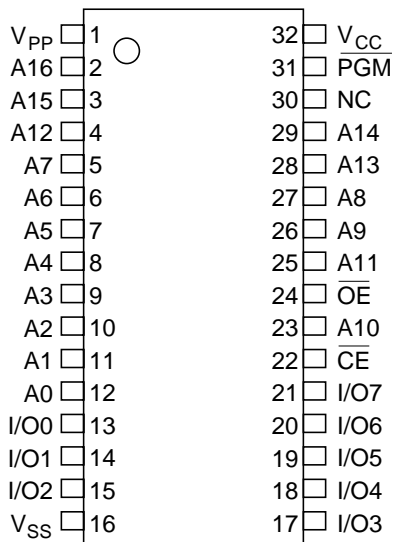 VPP 1 32 VCC
A16 2 31 PGM
A15 3 30 NC
A12 4 29 A14
A7 5 28 A13
A6 6 27 A8
A5 7 26 A9
A4 8 25 A11
A3 9 24 OE
A2 10 23 A10
A1 11 22 CE
A0 12 21 I/O7
I/O0 13 20 I/O6
I/O1 14 19 I/O5
I/O2 15 18 I/O4
VSS 16 17 I/O3